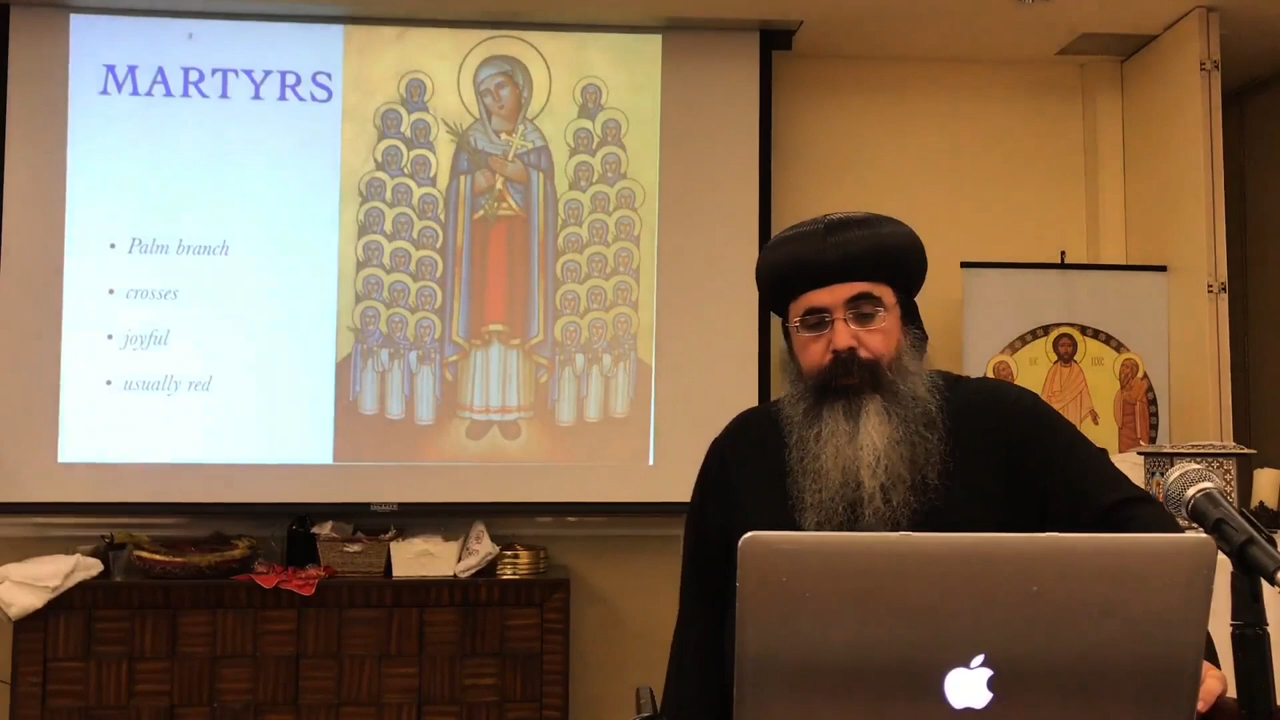 MARTYRS
• Palm branch
• crosses
• joyful
• usually red